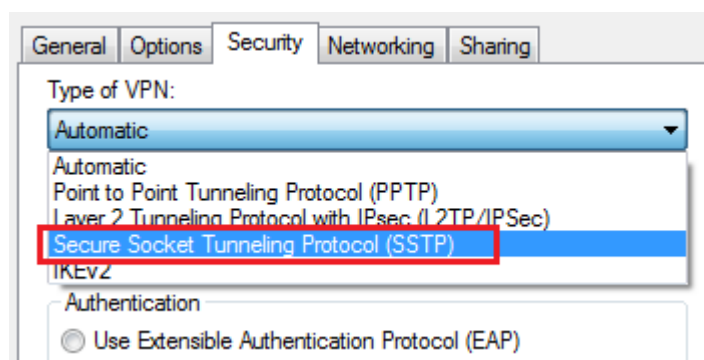 General Options Security Networking Sharing
Type of VPN:
Automatic
Automatic
Point to Point Tunneling Protocol (PPTP)
Layer 2 Tunneling Protocol with IPsec (L2TP/IPSec)
Secure Socket Tunneling Protocol (SSTP)
IKEv2
Authentication
Use Extensible Authentication Protocol (EAP)